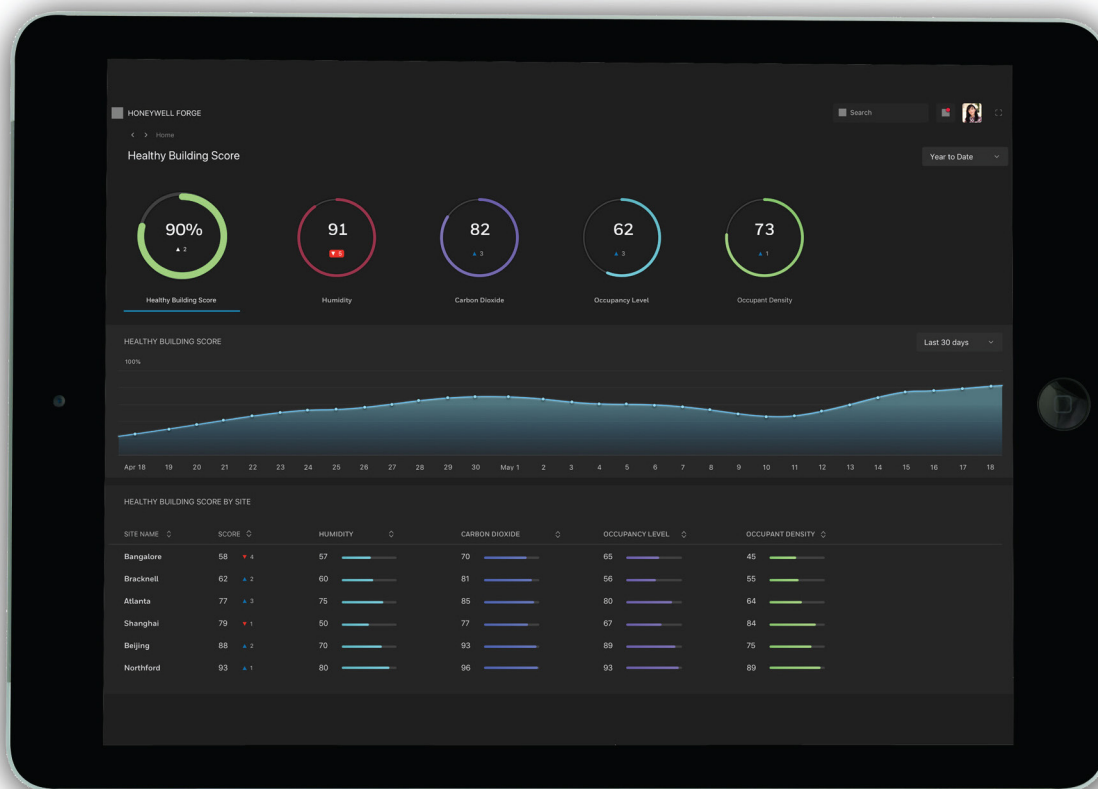 HONEYWELL FORGE
Search
Home
Healthy Building Score
Year to Date
90% 91 82 62 73
▲ 2 ▼ 6 ▲ 3 ▲ 3 ▲ 1
Healthy Building Score Humidity Carbon Dioxide Occupancy Level Occupant Density
HEALTHY BUILDING SCORE
Last 30 days
100%
Apr 18 19 20 21 22 23 24 25 26 27 28 29 30 May 1 2 3 4 5 6 7 8 9 10 11 12 13 14 15 16 17 18
HEALTHY BUILDING SCORE BY SITE
SITE NAME SCORE HUMIDITY CARBON DIOXIDE OCCUPANCY LEVEL OCCUPANT DENSITY
Bangalore 58 ▼ 4 57 70 65 45
Bracknell 62 ▲ 2 60 81 56 55
Atlanta 77 ▲ 3 75 85 80 64
Shanghai 79 ▼ 1 50 77 67 84
Beijing 88 ▲ 2 70 93 89 75
Northford 93 ▲ 1 80 96 93 89